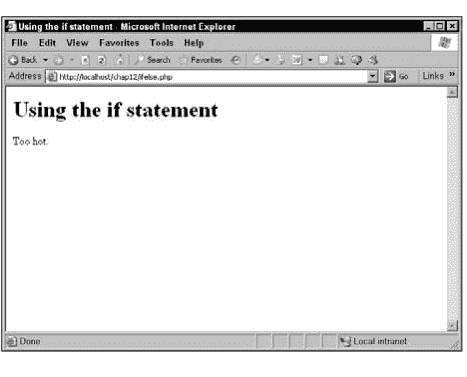 Using the if statement - Microsoft Internet Explorer
File Edit View Favorites Tools Help
Back Search Favorites
Address http://localhost/chap12/ifelse.php Go Links »
Using the if statement
Too hot.
Done Local intranet